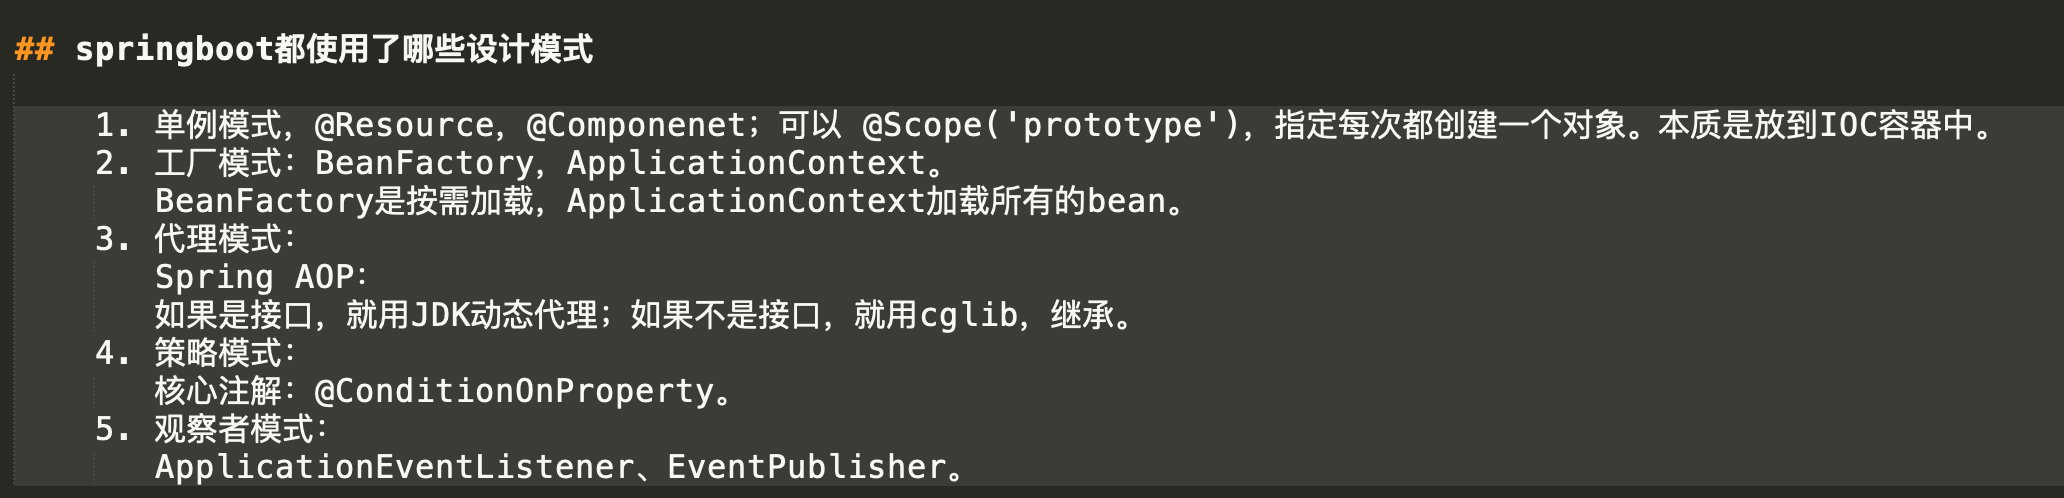 ## springboot都使用了哪些设计模式
1. 单例模式，@Resource，@Componenet；可以 @Scope('prototype')，指定每次都创建一个对象。本质是放到IOC容器中。
2. 工厂模式：BeanFactory，ApplicationContext。
BeanFactory是按需加载，ApplicationContext加载所有的bean。
3. 代理模式：
Spring AOP：
如果是接口，就用JDK动态代理；如果不是接口，就用cglib，继承。
4. 策略模式：
核心注解：@ConditionOnProperty。
5. 观察者模式：
ApplicationEventListener、EventPublisher。